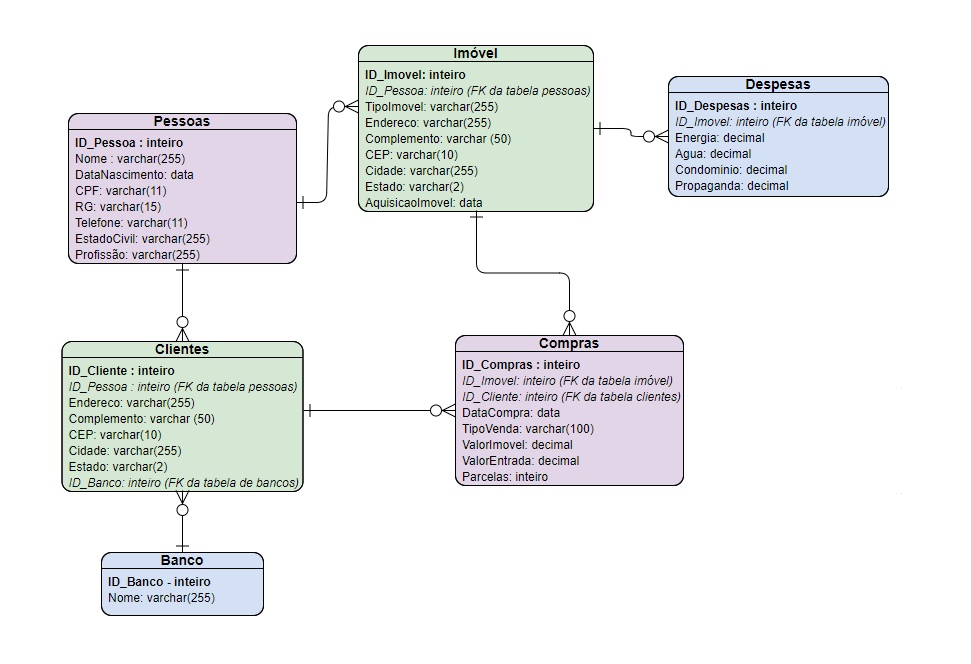 Imóvel
ID_Imovel: inteiro
ID_Pessoa: inteiro (FK da tabela pessoas)
TipoImovel: varchar(255)
Endereco: varchar(255)
Complemento: varchar (50)
CEP: varchar(10)
Cidade: varchar(255)
Estado: varchar(2)
AquisicaoImovel: data
Despesas
ID_Despesas : inteiro
ID_Imovel: inteiro (FK da tabela imóvel)
Energia: decimal
Agua: decimal
Condominio: decimal
Propaganda: decimal
Pessoas
ID_Pessoa : inteiro
Nome : varchar(255)
DataNascimento: data
CPF: varchar(11)
RG: varchar(15)
Telefone: varchar(11)
EstadoCivil: varchar(255)
Profissão: varchar(255)
Clientes
ID_Cliente : inteiro
ID_Pessoa : inteiro (FK da tabela pessoas)
Endereco: varchar(255)
Complemento: varchar (50)
CEP: varchar(10)
Cidade: varchar(255)
Estado: varchar(2)
ID_Banco: inteiro (FK da tabela de bancos)
Compras
ID_Compras : inteiro
ID_Imovel: inteiro (FK da tabela imóvel)
ID_Cliente: inteiro (FK da tabela clientes)
DataCompra: data
TipoVenda: varchar(100)
ValorImovel: decimal
ValorEntrada: decimal
Parcelas: inteiro
Banco
ID_Banco - inteiro
Nome: varchar(255)